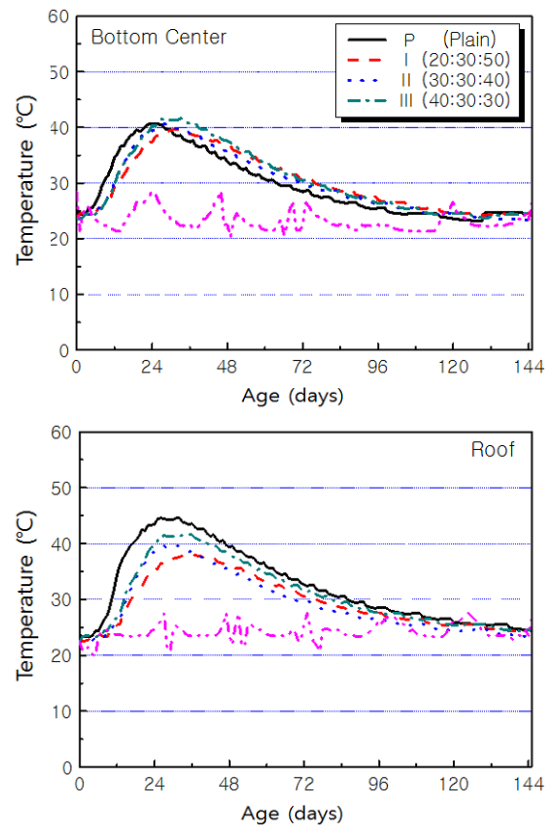 60
Bottom Center
P (Plain)
I (20:30:50)
II (30:30:40)
III (40:30:30)
50
40
30
20
10
0
Temperature (℃)
0 24 48 72 96 120 144
Age (days)
60
Roof
50
40
30
20
10
0
Temperature (℃)
0 24 48 72 96 120 144
Age (days)